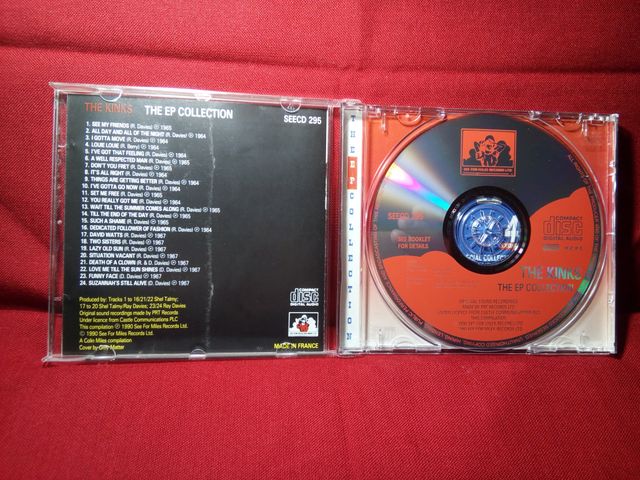 THE KINKS THE EP COLLECTION
SEECD 295
1. SEE MY FRIENDS (R. Davies) ℗ 1965
2. ALL DAY AND ALL OF THE NIGHT (R. Davies) ℗ 1964
3. I GOTTA MOVE (R. Davies) ℗ 1964
4. LOUIE LOUIE (R. Berry) ℗ 1964
5. I'VE GOT THAT FEELING (R. Davies) ℗ 1964
6. A WELL RESPECTED MAN (R. Davies) ℗ 1965
7. DON'T YOU FRET (R. Davies) ℗ 1965
8. IT'S ALL RIGHT (R. Davies) ℗ 1964
9. THINGS ARE GETTING BETTER (R. Davies) ℗ 1964
10. I'VE GOTTA GO NOW (R. Davies) ℗ 1964
11. SET ME FREE (R. Davies) ℗ 1965
12. YOU REALLY GOT ME (R. Davies) ℗ 1964
13. WAIT TILL THE SUMMER COMES ALONG (R. Davies) ℗ 1965
14. TILL THE END OF THE DAY (R. Davies) ℗ 1965
15. SUCH A SHAME (R. Davies) ℗ 1965
16. DEDICATED FOLLOWER OF FASHION (R. Davies) ℗ 1966
17. DAVID WATTS (R. Davies) ℗ 1967
18. TWO SISTERS (R. Davies) ℗ 1967
19. LAZY OLD SUN (R. Davies) ℗ 1967
20. SITUATION VACANT (R. Davies) ℗ 1967
21. DEATH OF A CLOWN (R. & D. Davies) ℗ 1967
22. LOVE ME TILL THE SUN SHINES (D. Davies) ℗ 1967
23. FUNNY FACE (D. Davies) ℗ 1967
24. SUZANNAH'S STILL ALIVE (D. Davies) ℗ 1967
Produced by: Tracks 1 to 16/21/22 Shel Talmy;
17 to 20 Shel Talmy/Ray Davies; 23/24 Ray Davies
Original sound recordings made by PRT Records
Under licence from Castle Communications PLC
This compilation ℗ 1990 See For Miles Records Ltd.
© 1990 See For Miles Records Ltd.
A Colin Miles compilation
Cover by
COMPACT
disc
DIGITAL AUDIO
MADE IN FRANCE
THE EP COLLECTION
SEE FOR MILES RECORDS LTD
SEECD 295
SEE BOOKLET
FOR DETAILS
COMPACT
disc
DIGITAL AUDIO
THE KINKS
THE EP COLLECTION